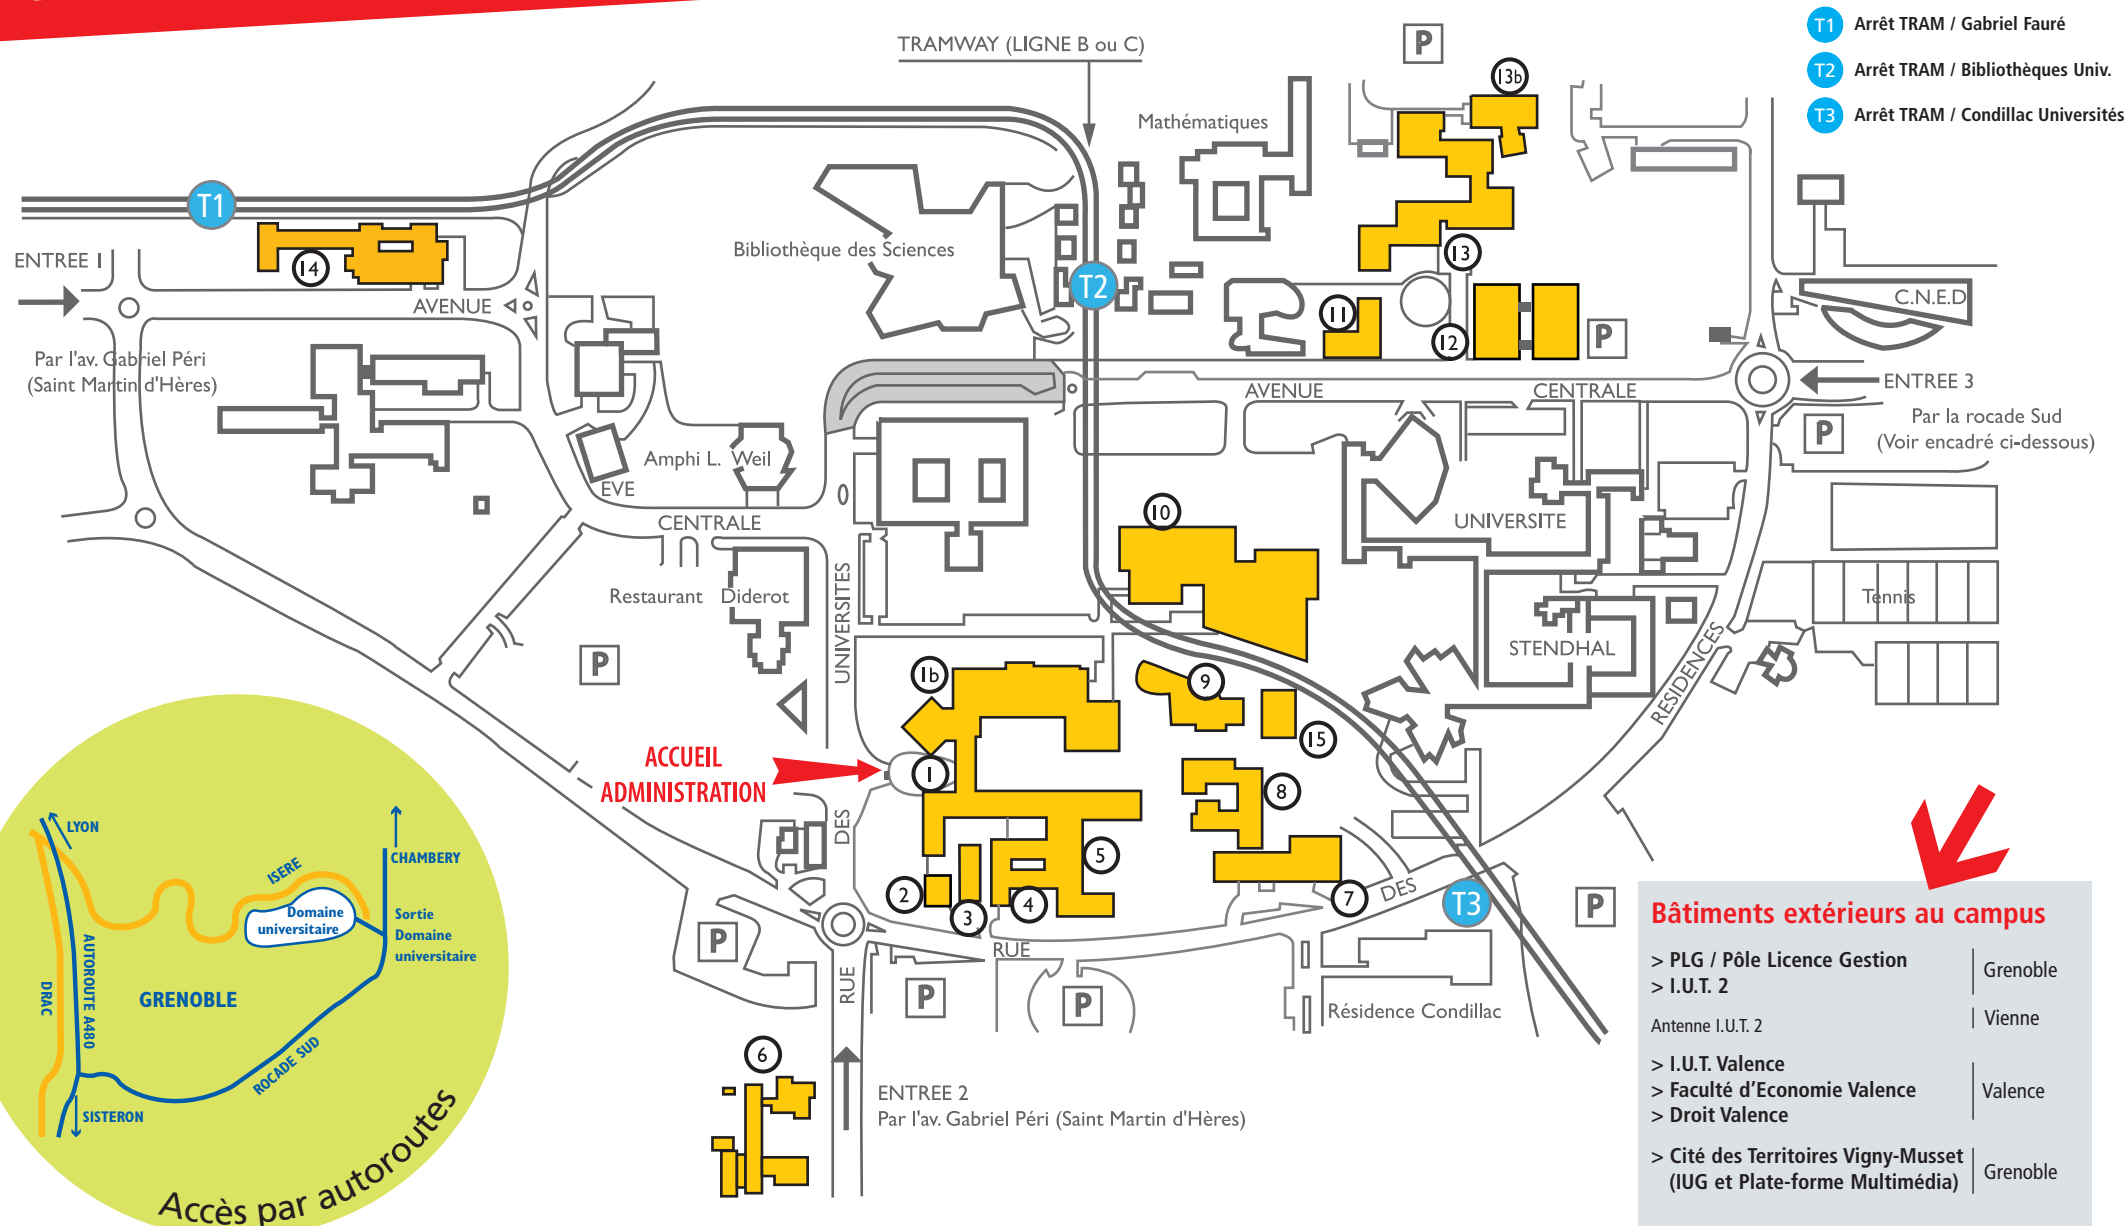 T1 Arrêt TRAM / Gabriel Fauré
T2 Arrêt TRAM / Bibliothèques Univ.
T3 Arrêt TRAM / Condillac Universités
TRAMWAY (LIGNE B ou C)
P
13b
Mathématiques
T1
ENTREE 1
14
AVENUE
Bibliothèque des Sciences
T2
13
11
12
P
C.N.E.D
Par l'av. Gabriel Péri
(Saint Martin d'Hères)
AVENUE
CENTRALE
ENTREE 3
Par la rocade Sud
(Voir encadré ci-dessous)
P
Amphi L. Weil
EVE
CENTRALE
10
UNIVERSITE
Restaurant Diderot
UNIVERSITES
Tennis
STENDHAL
RESIDENCES
P
1b
9
15
ACCUEIL
ADMINISTRATION
1
8
DES
5
2
3
4
7
DES
T3
P
P
RUE
RUE
P
P
Résidence Condillac
6
ENTREE 2
Par l'av. Gabriel Péri (Saint Martin d'Hères)
LYON
CHAMBERY
ISERE
Domaine
universitaire
Sortie
Domaine
universitaire
AUTOROUTE A480
DRAC
GRENOBLE
ROCADE SUD
SISTERON
Accès par autoroutes
Bâtiments extérieurs au campus
> PLG / Pôle Licence Gestion
> I.U.T. 2
Grenoble
Antenne I.U.T. 2
Vienne
> I.U.T. Valence
> Faculté d'Economie Valence
> Droit Valence
Valence
> Cité des Territoires Vigny-Musset
(IUG et Plate-forme Multimédia)
Grenoble